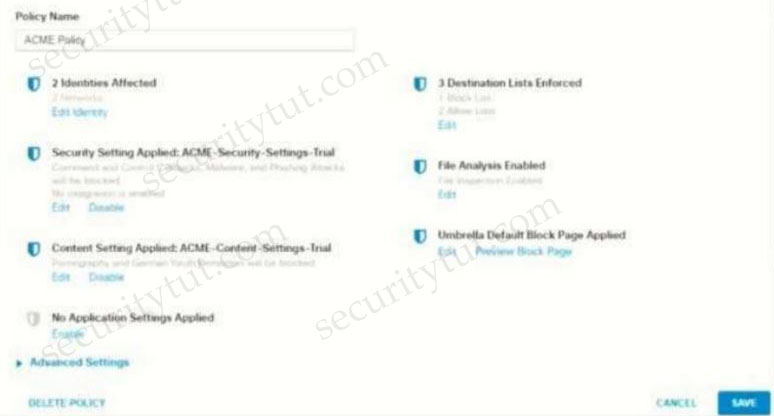 Policy Name
ACME Policy
2 Identities Affected
2 Networks
Edit Identity
Security Setting Applied: ACME-Security-Settings-Trial
Command and Control Callbacks, Malware, and Phishing Attacks
will be blocked
No integration is enabled
Edit Disable
Content Setting Applied: ACME-Content-Settings-Trial
Pornography and German Youth Protection will be blocked
Edit Disable
No Application Settings Applied
Enable
Advanced Settings
3 Destination Lists Enforced
1 Block List
2 Allow Lists
Edit
File Analysis Enabled
File Inspection Enabled
Edit
Umbrella Default Block Page Applied
Edit Preview Block Page
DELETE POLICY
CANCEL
SAVE
securitytut.com
securitytut.com
securitytut.com
securitytut.com